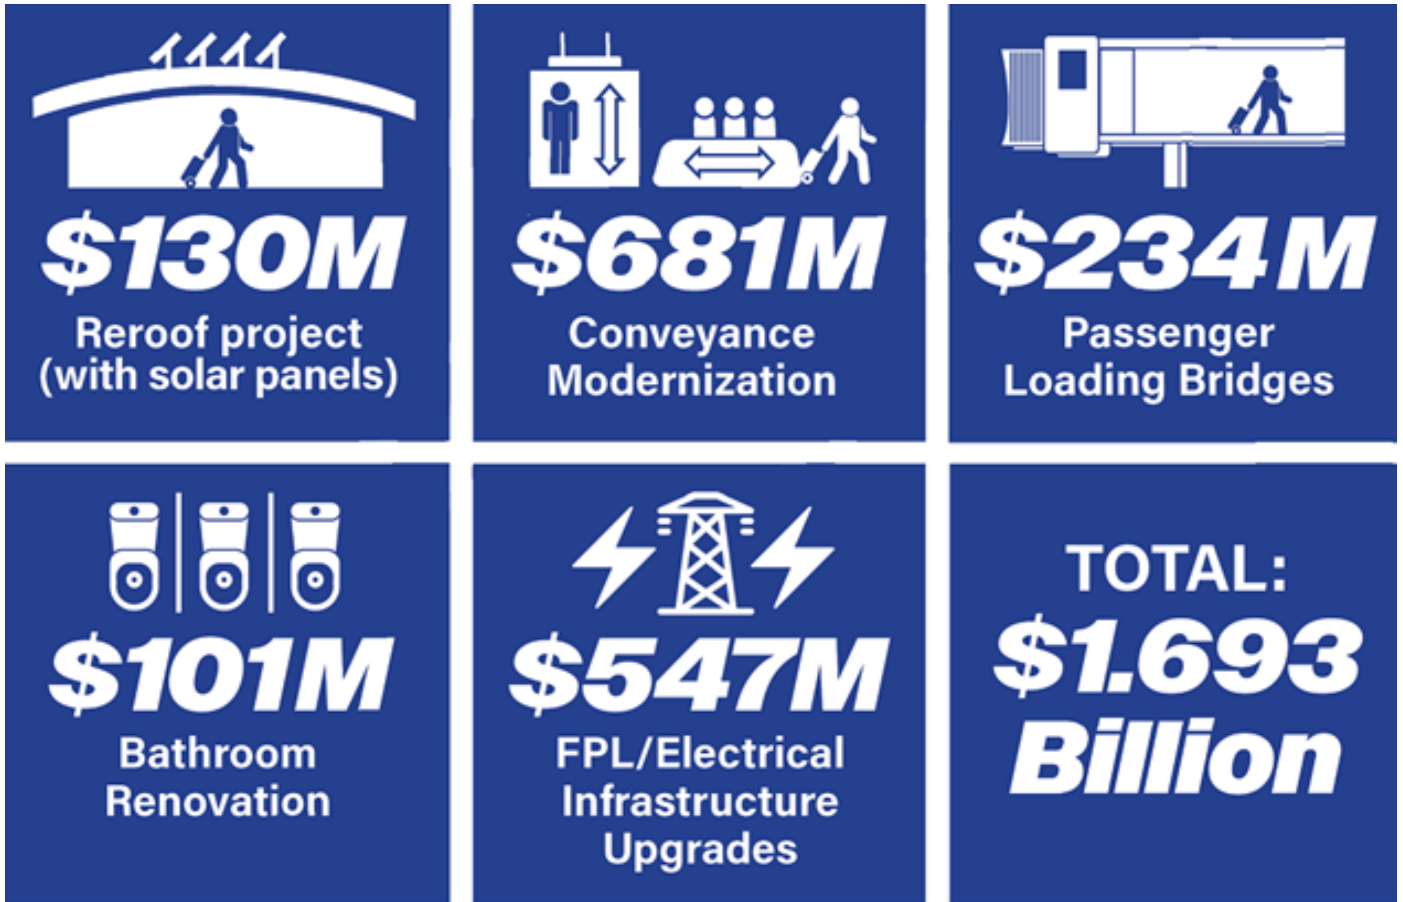 $130M
Reroof project
(with solar panels)
$681M
Conveyance
Modernization
$234M
Passenger
Loading Bridges
$101M
Bathroom
Renovation
$547M
FPL/Electrical
Infrastructure
Upgrades
TOTAL:
$1.693
Billion